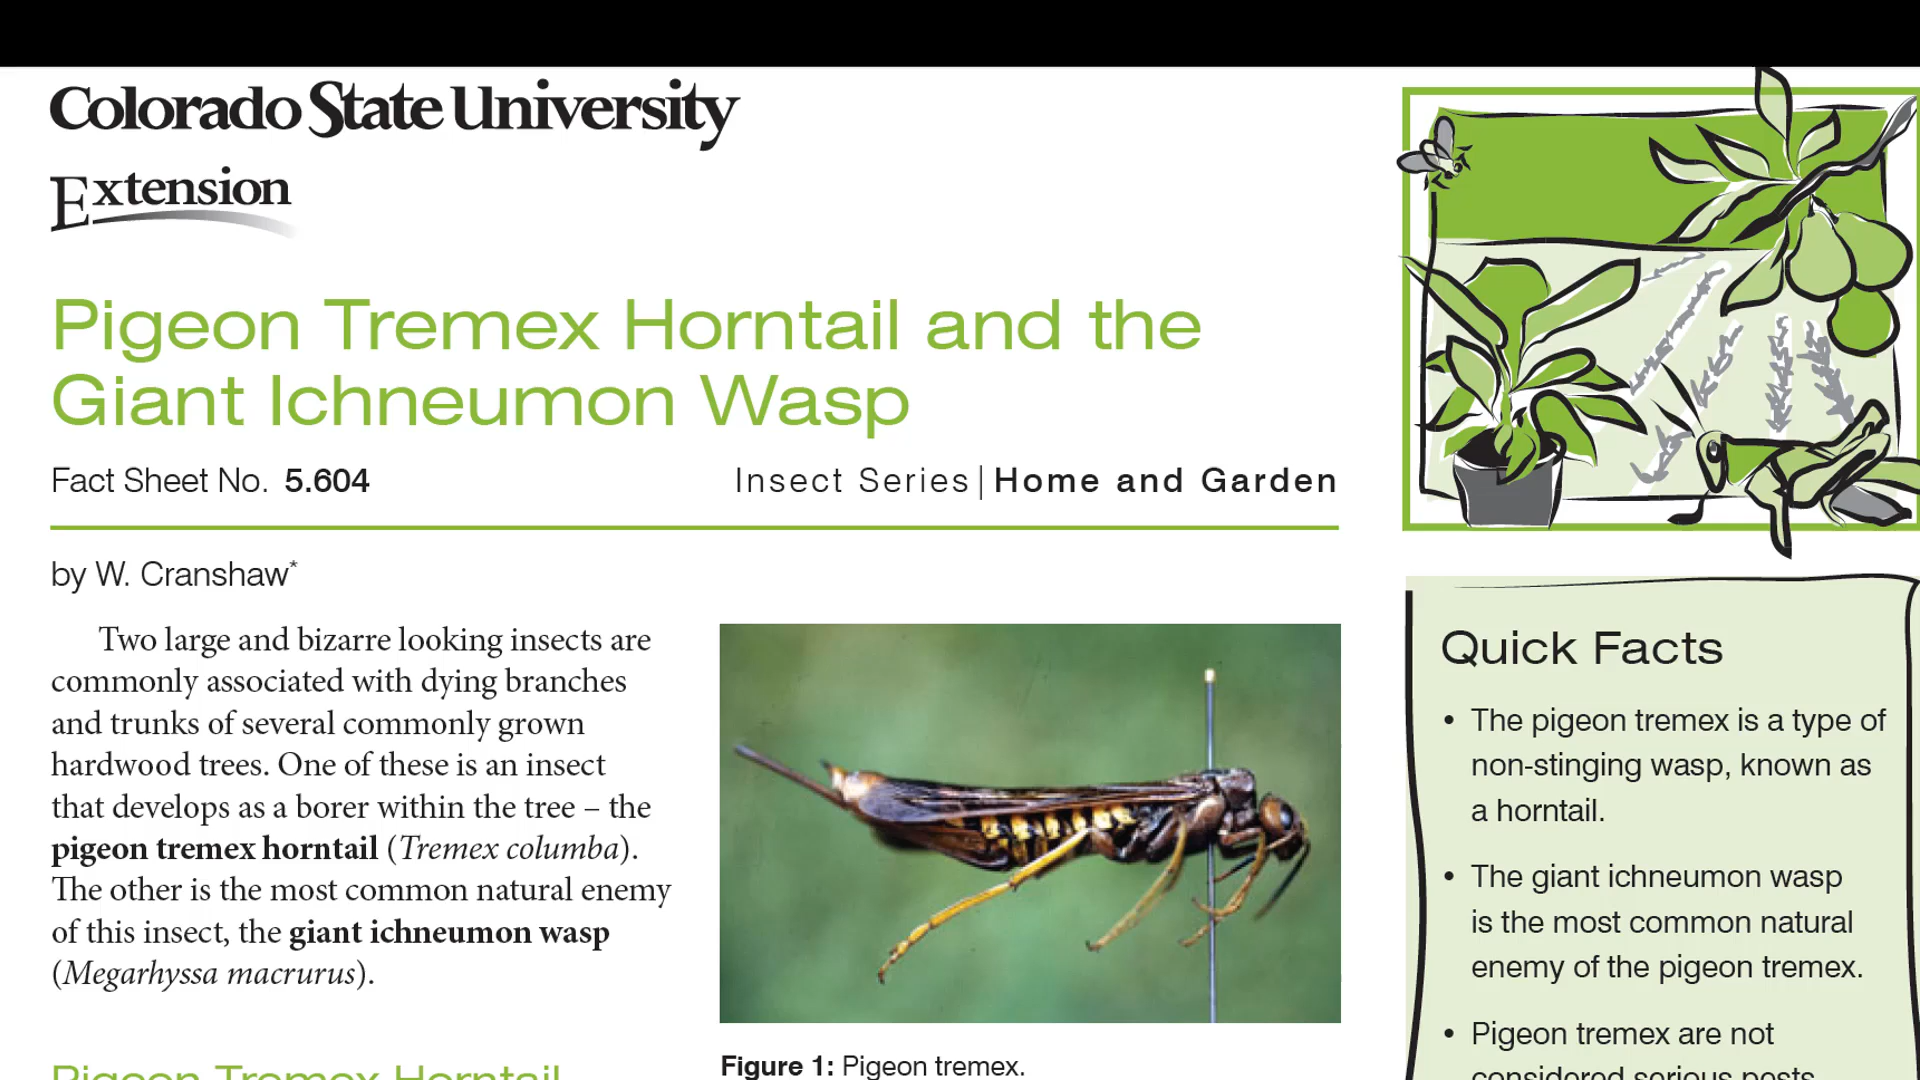 Colorado State University
Extension
Pigeon Tremex Horntail and the
Giant Ichneumon Wasp
Fact Sheet No. 5.604
Insect Series|Home and Garden
by W. Cranshaw*
Two large and bizarre looking insects are
commonly associated with dying branches
and trunks of several commonly grown
hardwood trees. One of these is an insect
that develops as a borer within the tree – the
pigeon tremex horntail (Tremex columba).
The other is the most common natural enemy
of this insect, the giant ichneumon wasp
(Megarhyssa macrurus).
Pigeon Tremex Horntail
Figure 1: Pigeon tremex.
Quick Facts
• The pigeon tremex is a type of
non-stinging wasp, known as
a horntail.
• The giant ichneumon wasp
is the most common natural
enemy of the pigeon tremex.
• Pigeon tremex are not
considered serious pests